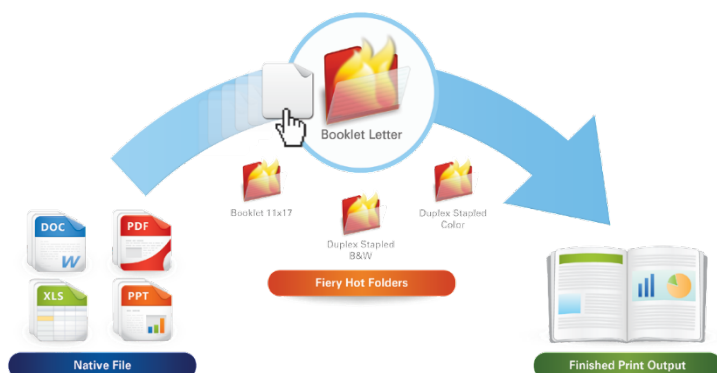 Booklet Letter
Booklet 11x17
Duplex Stapled
B&W
Duplex Stapled
Color
DOC
W
PDF
XLS
PPT
Fiery Hot Folders
Native File
Finished Print Output